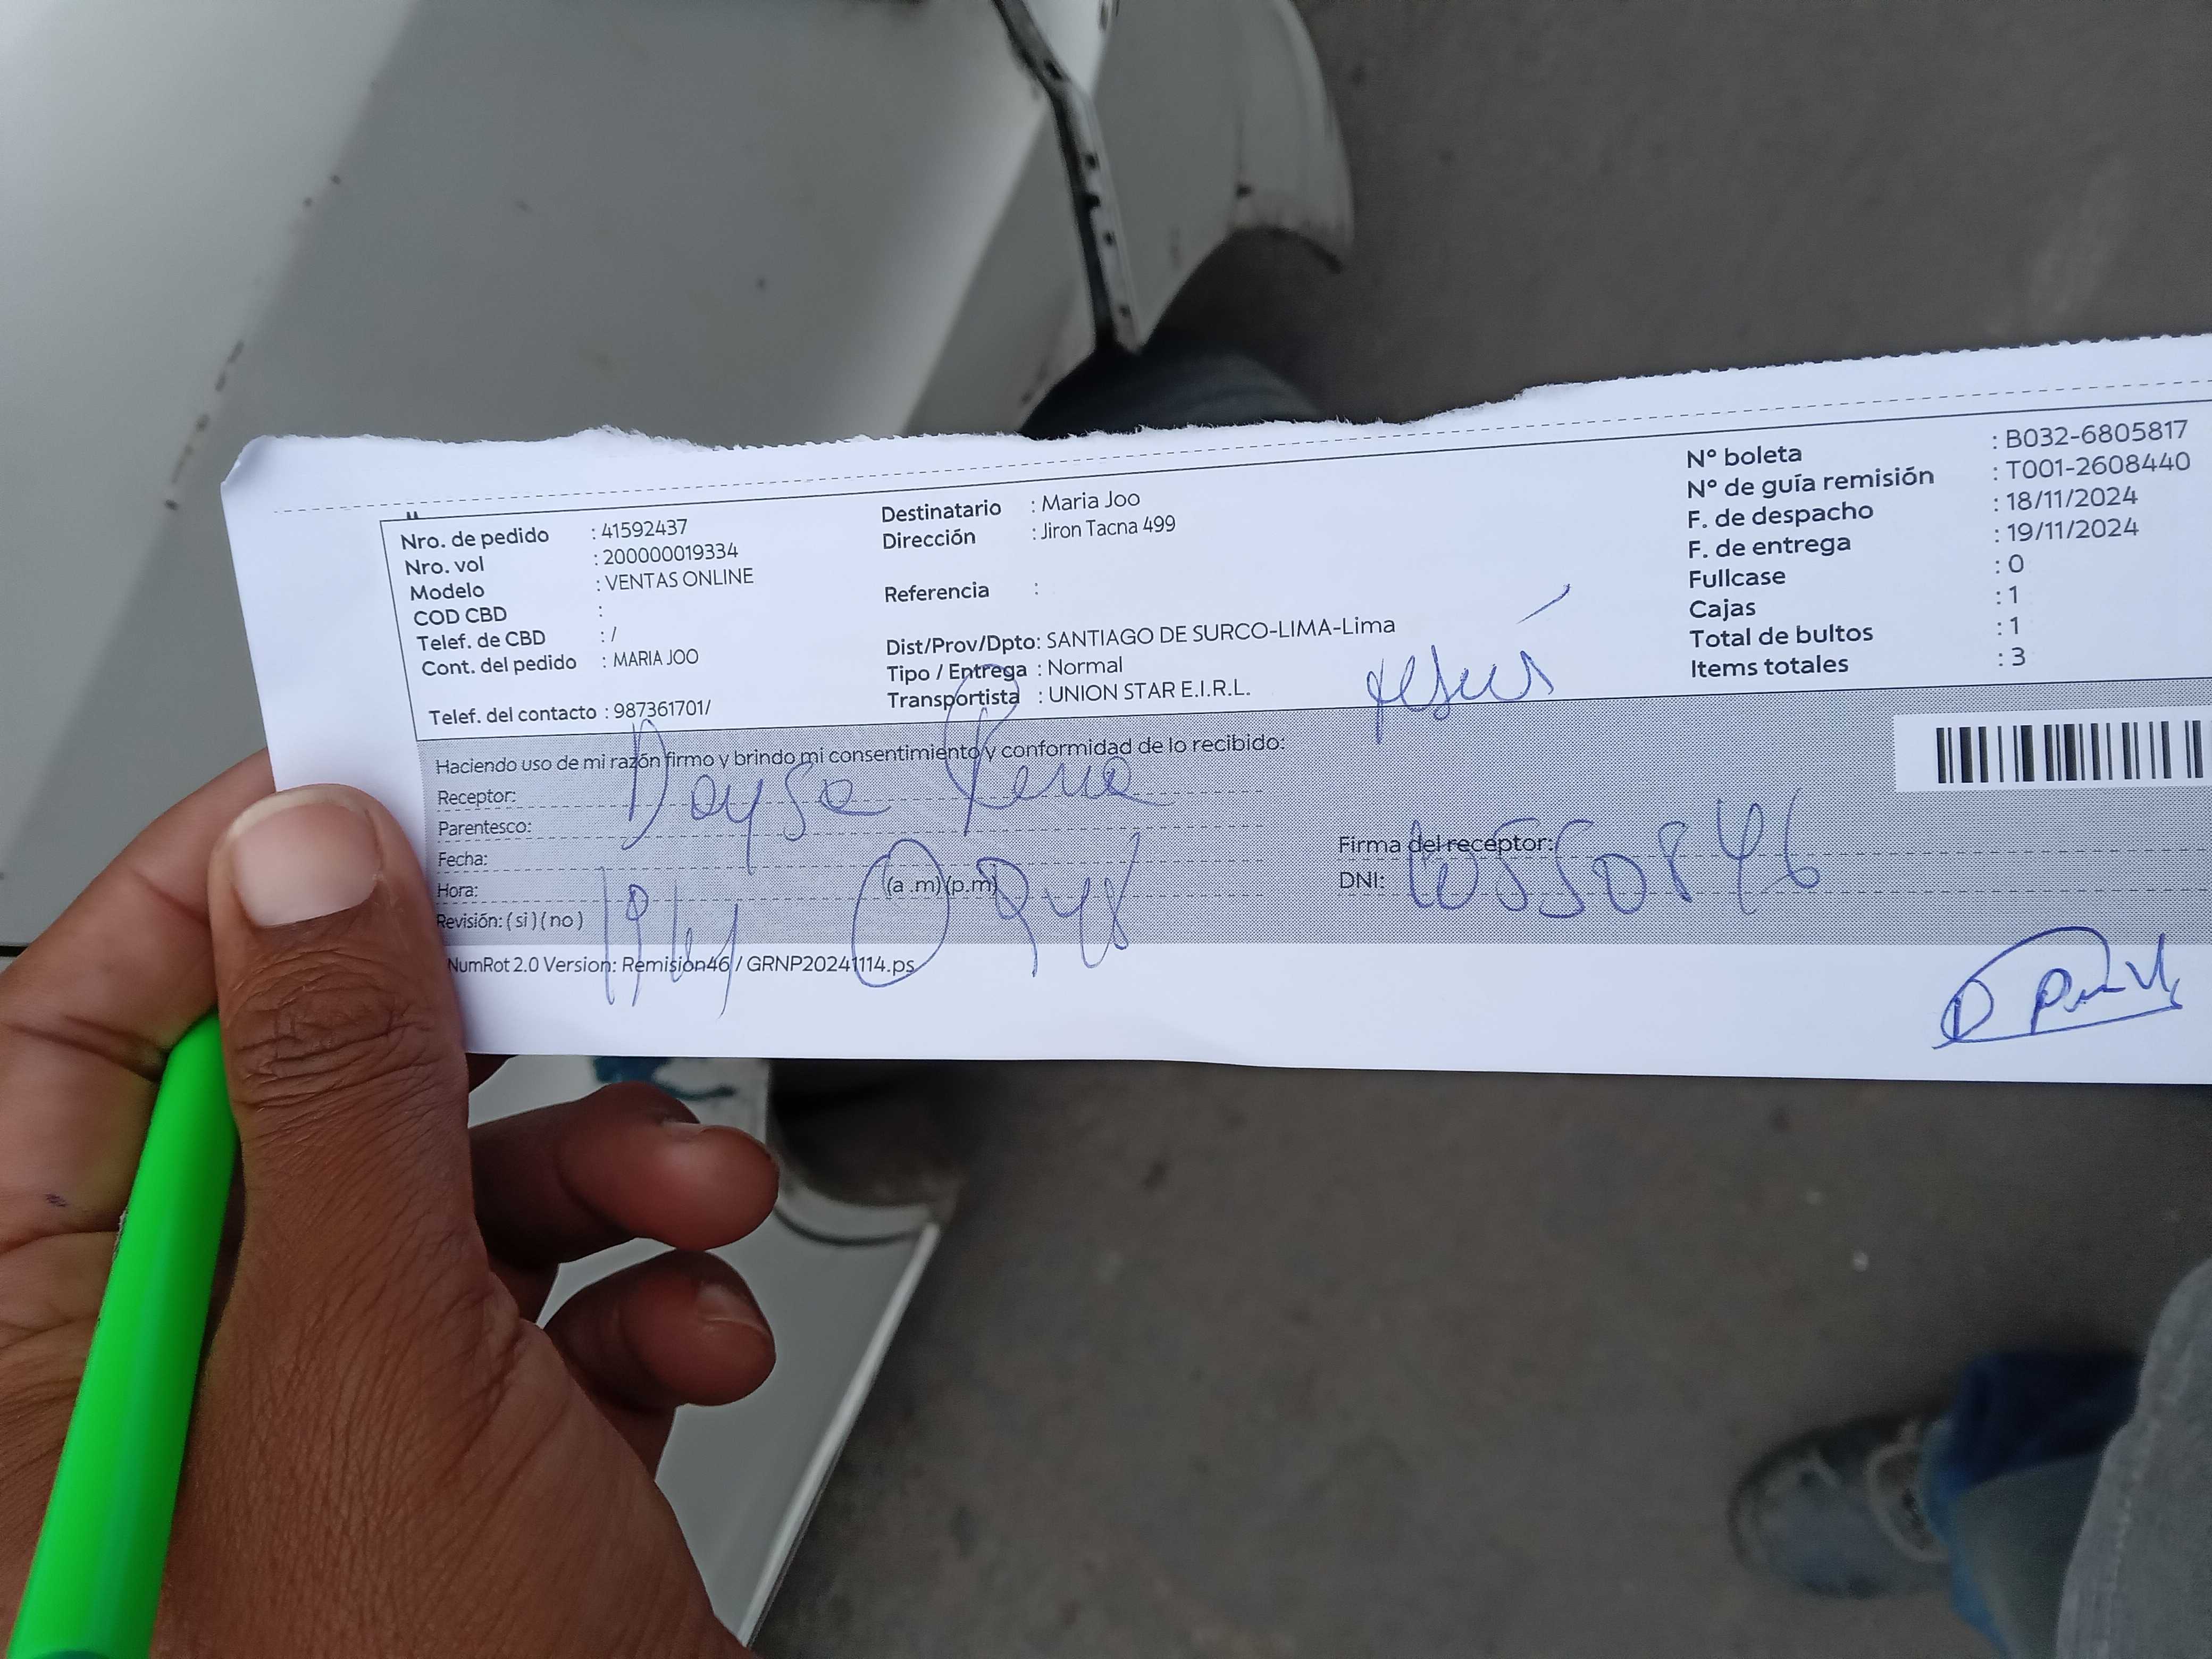 Nro. de pedido : 41592437
Nro. vol : 200000019334
Modelo : VENTAS ONLINE
COD CBD :
Telef. de CBD : /
Cont. del pedido : MARIA JOO
Telef. del contacto : 987361701/
Destinatario : Maria Joo
Dirección : Jiron Tacna 499
Referencia :
Dist/Prov/Dpto: SANTIAGO DE SURCO-LIMA-Lima
Tipo / Entrega : Normal
Transportista : UNION STAR E.I.R.L.
Jesús
N° boleta : B032-6805817
N° de guía remisión : T001-2608440
F. de despacho : 18/11/2024
F. de entrega : 19/11/2024
Fullcase : 0
Cajas : 1
Total de bultos : 1
Items totales : 3
Haciendo uso de mi razón firmo y brindo mi consentimiento y conformidad de lo recibido:
Receptor:
Parentesco:
Fecha:
Hora: (a .m)(p.m)
Revisión: ( si ) ( no )
Firma del receptor:
DNI:
NumRot 2.0 Version: Remision46 / GRNP20241114.ps